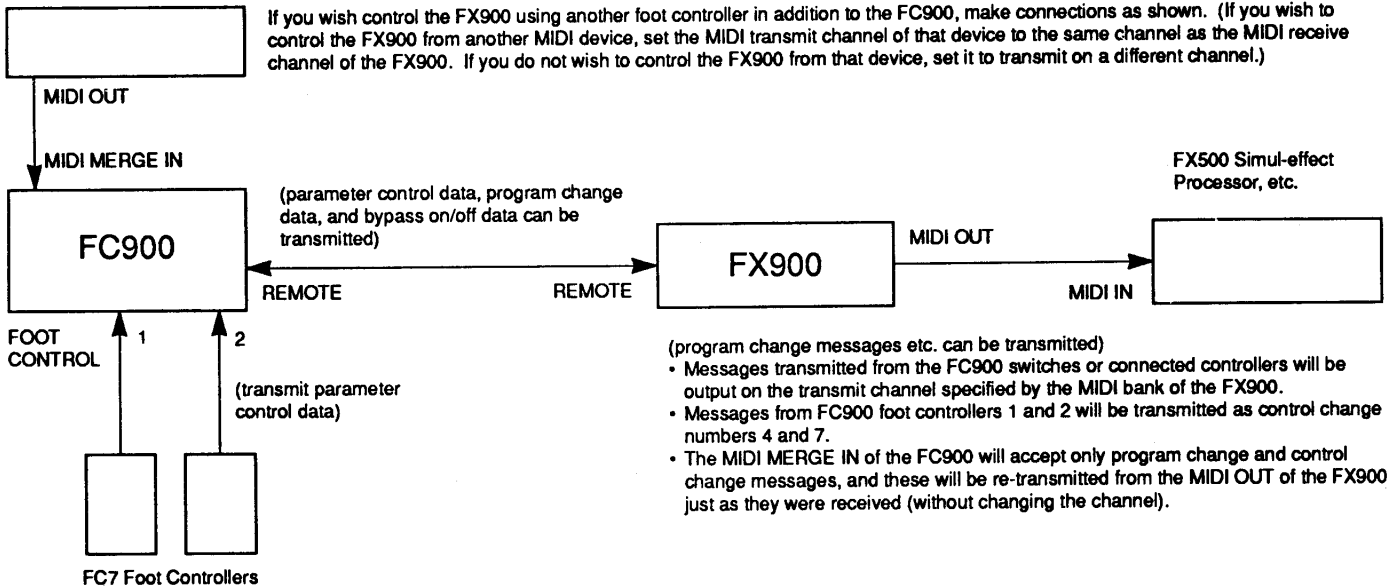 If you wish control the FX900 using another foot controller in addition to the FC900, make connections as shown. (If you wish to
control the FX900 from another MIDI device, set the MIDI transmit channel of that device to the same channel as the MIDI receive
channel of the FX900. If you do not wish to control the FX900 from that device, set it to transmit on a different channel.)
MIDI OUT
MIDI MERGE IN
FC900
(parameter control data, program change
data, and bypass on/off data can be
transmitted)
REMOTE
REMOTE
FX900
MIDI OUT
MIDI IN
FX500 Simul-effect
Processor, etc.
FOOT
CONTROL
1
2
(transmit parameter
control data)
FC7 Foot Controllers
(program change messages etc. can be transmitted)
• Messages transmitted from the FC900 switches or connected controllers will be
output on the transmit channel specified by the MIDI bank of the FX900.
• Messages from FC900 foot controllers 1 and 2 will be transmitted as control change
numbers 4 and 7.
• The MIDI MERGE IN of the FC900 will accept only program change and control
change messages, and these will be re-transmitted from the MIDI OUT of the FX900
just as they were received (without changing the channel).